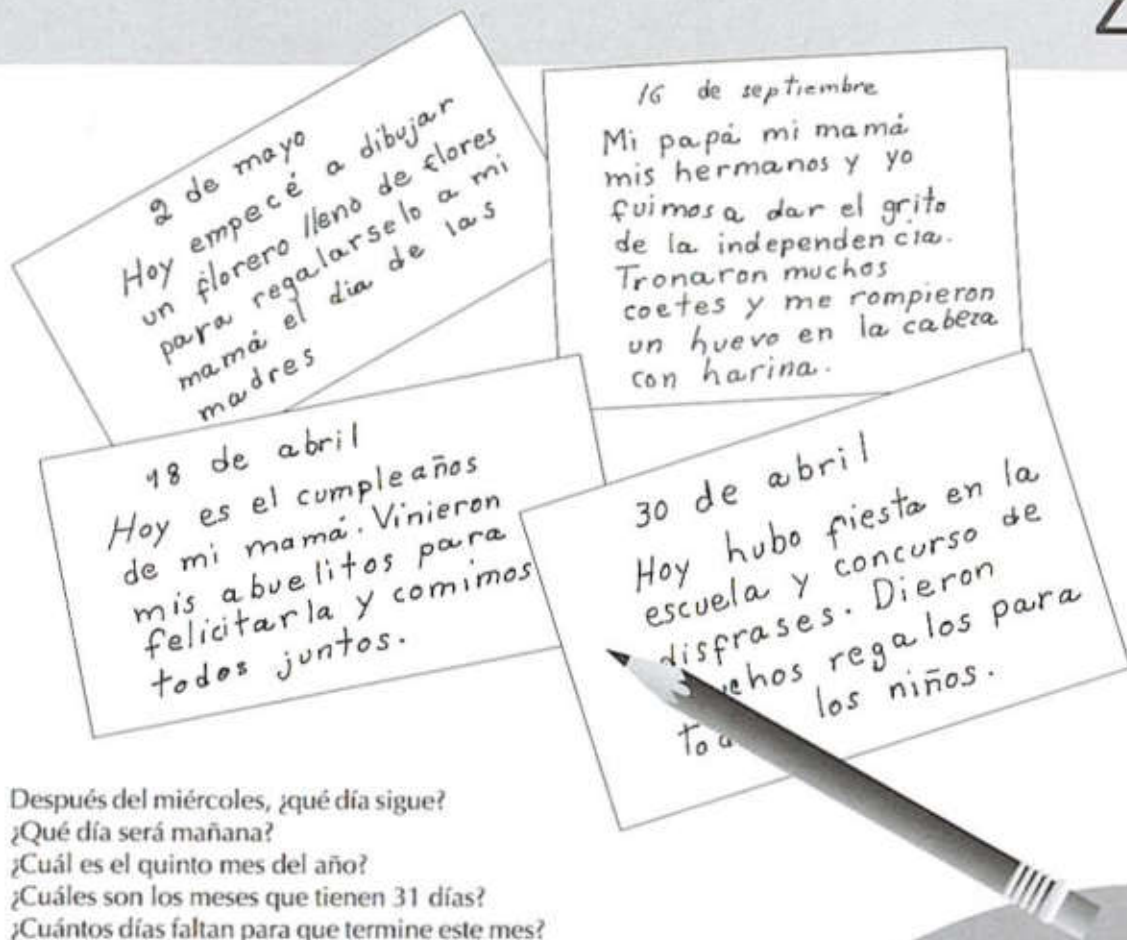 2 de mayo
Hoy empecé a dibujar
un florero lleno de flores
para regalarselo a mi
mamá el dia de las
madres
16 de septiembre
Mi papá mi mamá
mis hermanos y yo
fuimos a dar el grito
de la independencia.
Tronaron muchos
coetes y me rompieron
un huevo en la cabeza
con harina.
18 de abril
Hoy es el cumpleaños
de mi mamá. Vinieron
mis abuelitos para
felicitarla y comimos
todos juntos.
30 de abril
Hoy hubo fiesta en la
escuela y concurso de
disfrases. Dieron
regalos para
los niños.
Después del miércoles, ¿qué día sigue?
¿Qué día será mañana?
¿Cuál es el quinto mes del año?
¿Cuáles son los meses que tienen 31 días?
¿Cuántos días faltan para que termine este mes?